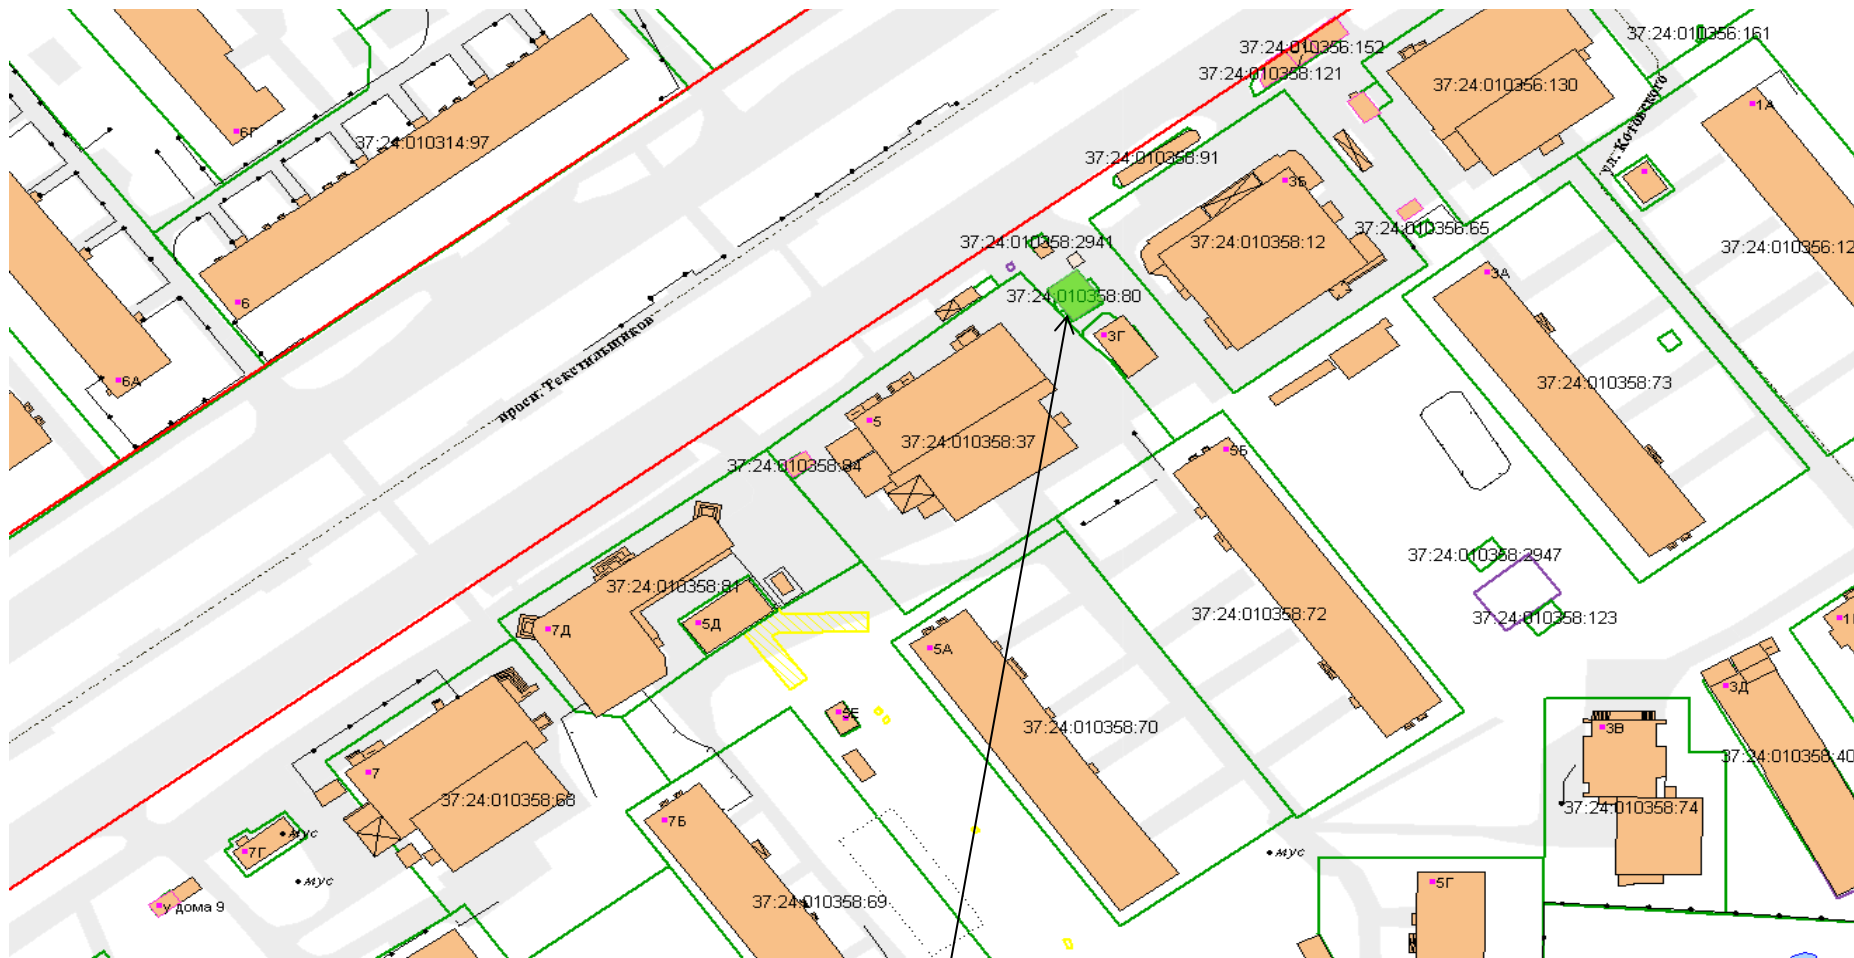 37:24:010356:161
37:24:010356:152
37:24:010358:121
37:24:010356:130
1А
6Г
37:24:010314:97
ул. Котовского
37:24:010358:91
3Б
37:24:010356:65
37:24:010358:2941
37:24:010358:12
37:24:010356:12
3А
6
37:24:010358:80
3Г
просп. Текстильщиков
6А
37:24:010358:73
5
37:24:010358:37
5Б
37:24:010358:84
37:24:010358:2947
37:24:010358:81
5Д
7Д
37:24:010358:72
37:24:010358:123
5А
3Д
5Е
37:24:010358:70
3В
37:24:010358:40
7
37:24:010358:68
37:24:010358:74
7Б
мус
7Г
мус
мус
5Г
37:24:010358:69
у дома 9